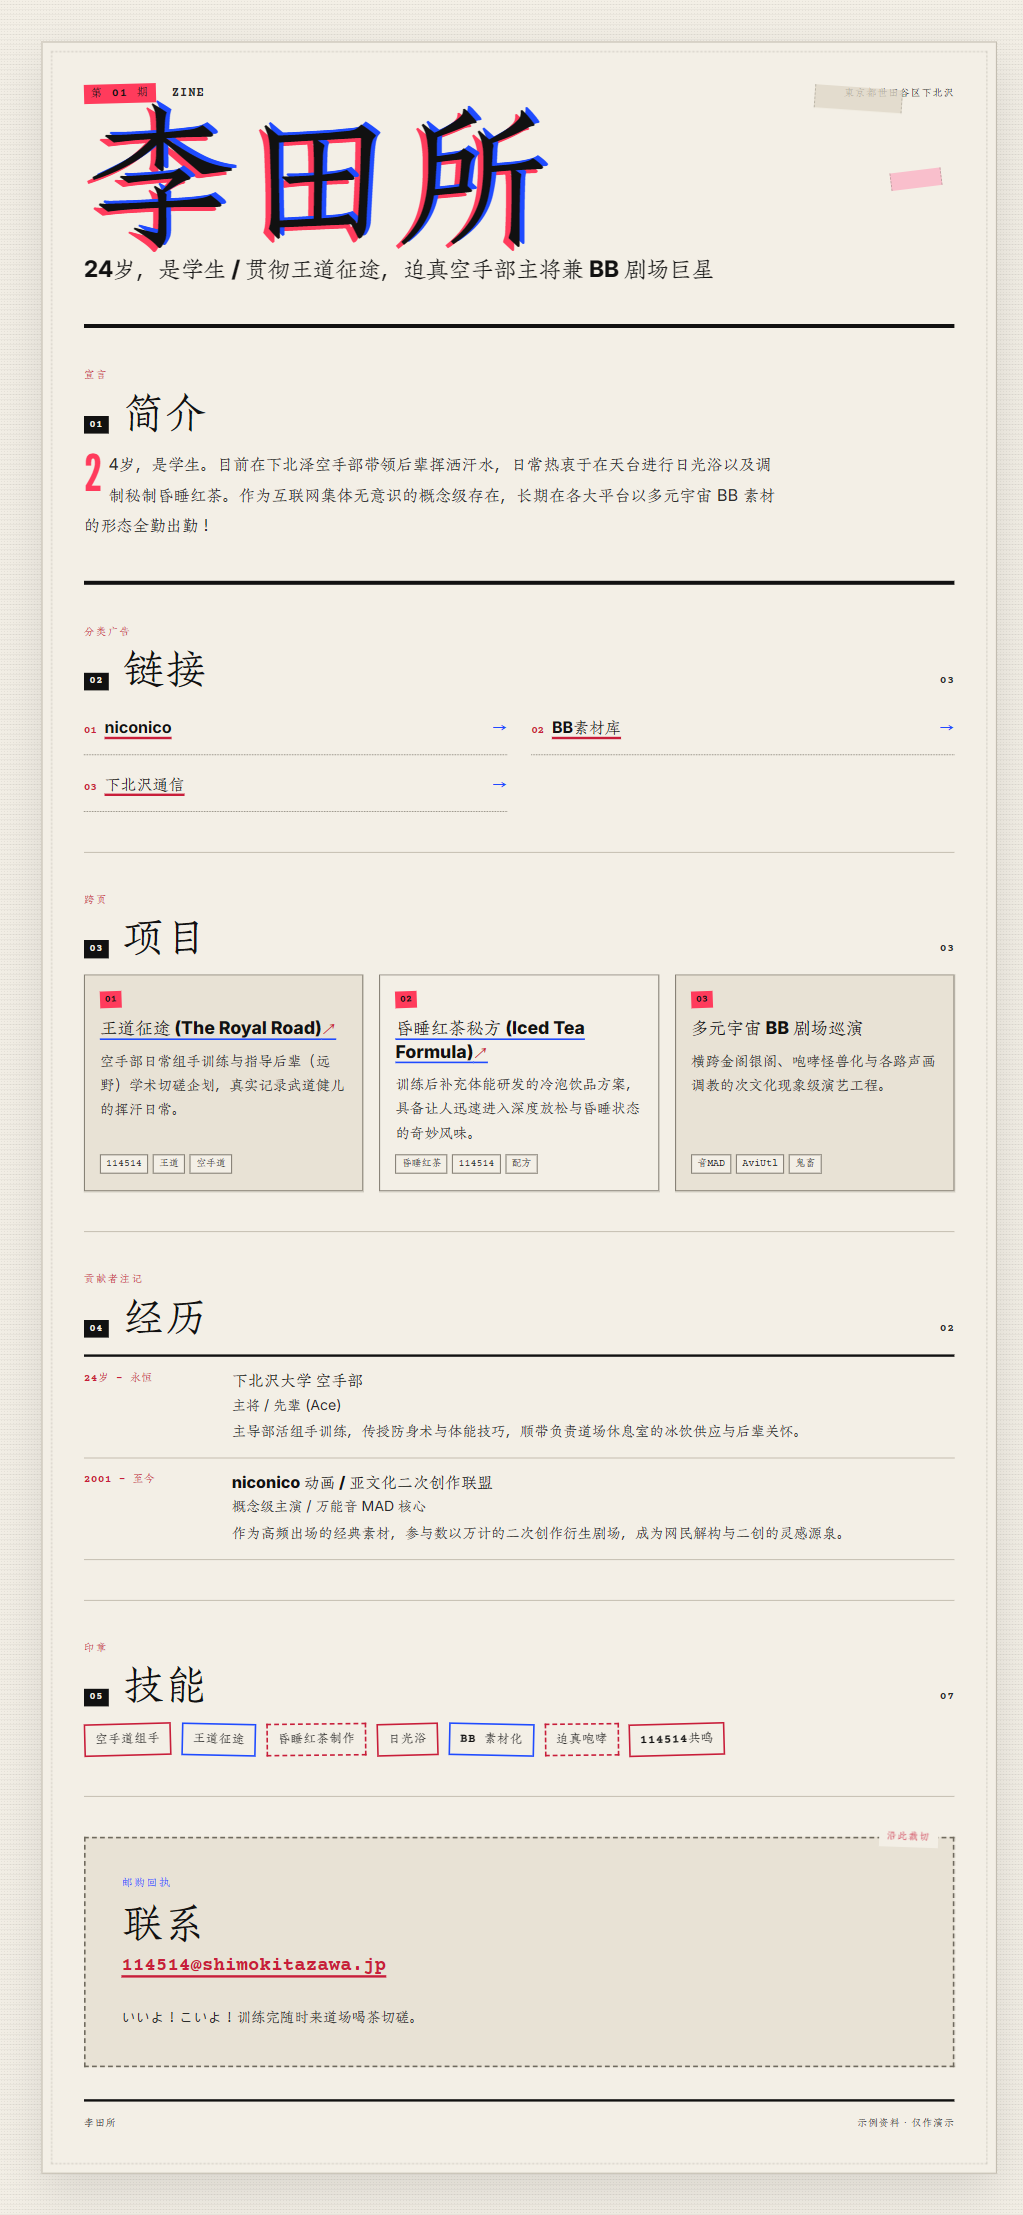 第 01 期 ZINE
東京都世田谷区下北沢
李田所
24岁，是学生 / 贯彻王道征途，迫真空手部主将兼 BB 剧场巨星
宣言
01 简介
24岁，是学生。目前在下北泽空手部带领后辈挥洒汗水，日常热衷于在天台进行日光浴以及调
制秘制昏睡红茶。作为互联网集体无意识的概念级存在，长期在各大平台以多元宇宙 BB 素材
的形态全勤出勤！
分类广告
02 链接 03
01 niconico →
02 BB素材库 →
03 下北沢通信 →
跨页
03 项目 03
01
王道征途 (The Royal Road)↗
空手部日常组手训练与指导后辈（远
野）学术切磋企划，真实记录武道健儿
的挥汗日常。
114514 王道 空手道
02
昏睡红茶秘方 (Iced Tea
Formula)↗
训练后补充体能研发的冷泡饮品方案，
具备让人迅速进入深度放松与昏睡状态
的奇妙风味。
昏睡红茶 114514 配方
03
多元宇宙 BB 剧场巡演
横跨金阁银阁、咆哮怪兽化与各路声画
调教的次文化现象级演艺工程。
音MAD AviUtl 鬼畜
贡献者注记
04 经历 02
24岁 – 永恒
下北沢大学 空手部
主将 / 先辈 (Ace)
主导部活组手训练，传授防身术与体能技巧，顺带负责道场休息室的冰饮供应与后辈关怀。
2001 – 至今
niconico 动画 / 亚文化二次创作联盟
概念级主演 / 万能音 MAD 核心
作为高频出场的经典素材，参与数以万计的二次创作衍生剧场，成为网民解构与二创的灵感源泉。
印章
05 技能 07
空手道组手 王道征途 昏睡红茶制作 日光浴 BB 素材化 迫真咆哮 114514共鸣
沿此裁切
邮购回执
联系
114514@shimokitazawa.jp
いいよ！こいよ！训练完随时来道场喝茶切磋。
李田所
示例资料 · 仅作演示